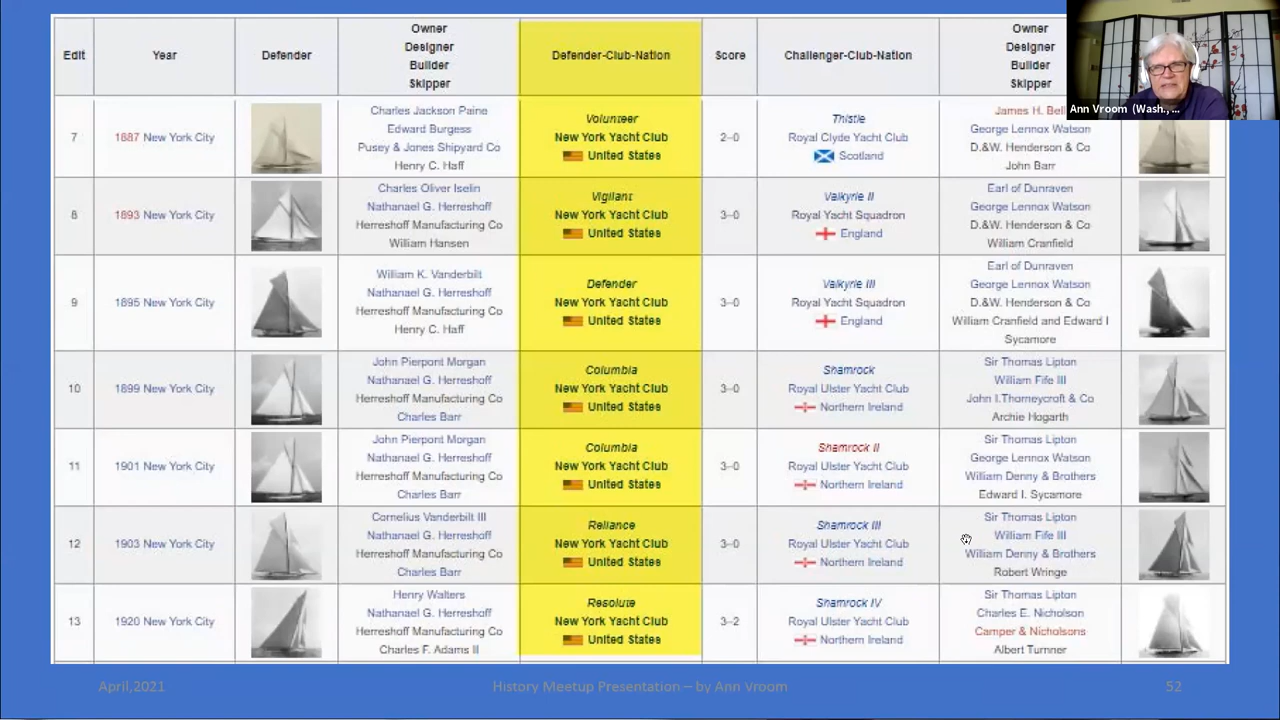 Edit
Year
Defender
Owner
Designer
Builder
Skipper
Defender-Club-Nation
Score
Challenger-Club-Nation
Owner
Designer
Builder
Skipper
Ann Vroom (Wash., ...
7
1887 New York City
Charles Jackson Paine
Edward Burgess
Pusey & Jones Shipyard Co
Henry C. Haff
Volunteer
New York Yacht Club
United States
2–0
Thistle
Royal Clyde Yacht Club
Scotland
James H. Bell
George Lennox Watson
D.&W. Henderson & Co
John Barr
8
1893 New York City
Charles Oliver Iselin
Nathanael G. Herreshoff
Herreshoff Manufacturing Co
William Hansen
Vigilant
New York Yacht Club
United States
3–0
Valkyrie II
Royal Yacht Squadron
England
Earl of Dunraven
George Lennox Watson
D.&W. Henderson & Co
William Cranfield
9
1895 New York City
William K. Vanderbilt
Nathanael G. Herreshoff
Herreshoff Manufacturing Co
Henry C. Haff
Defender
New York Yacht Club
United States
3–0
Valkyrie III
Royal Yacht Squadron
England
Earl of Dunraven
George Lennox Watson
D.&W. Henderson & Co
William Cranfield and Edward I
Sycamore
10
1899 New York City
John Pierpont Morgan
Nathanael G. Herreshoff
Herreshoff Manufacturing Co
Charles Barr
Columbia
New York Yacht Club
United States
3–0
Shamrock
Royal Ulster Yacht Club
Northern Ireland
Sir Thomas Lipton
William Fife III
John I.Thorneycroft & Co
Archie Hogarth
11
1901 New York City
John Pierpont Morgan
Nathanael G. Herreshoff
Herreshoff Manufacturing Co
Charles Barr
Columbia
New York Yacht Club
United States
3–0
Shamrock II
Royal Ulster Yacht Club
Northern Ireland
Sir Thomas Lipton
George Lennox Watson
William Denny & Brothers
Edward I. Sycamore
12
1903 New York City
Cornelius Vanderbilt III
Nathanael G. Herreshoff
Herreshoff Manufacturing Co
Charles Barr
Reliance
New York Yacht Club
United States
3–0
Shamrock III
Royal Ulster Yacht Club
Northern Ireland
Sir Thomas Lipton
William Fife III
William Denny & Brothers
Robert Wringe
13
1920 New York City
Henry Walters
Nathanael G. Herreshoff
Herreshoff Manufacturing Co
Charles F. Adams II
Resolute
New York Yacht Club
United States
3–2
Shamrock IV
Royal Ulster Yacht Club
Northern Ireland
Sir Thomas Lipton
Charles E. Nicholson
Camper & Nicholsons
Albert Turnner
April,2021
History Meetup Presentation – by Ann Vroom
52